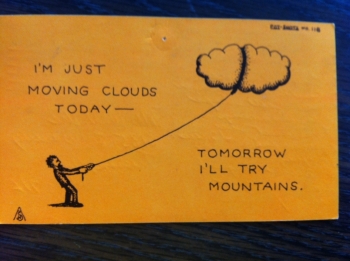 I'M JUST
MOVING CLOUDS
TODAY—
TOMORROW
I'LL TRY
MOUNTAINS.